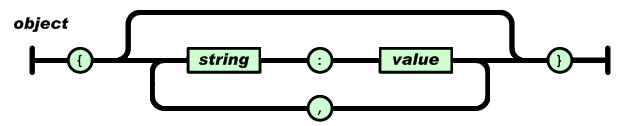 object
{ string : value }
,